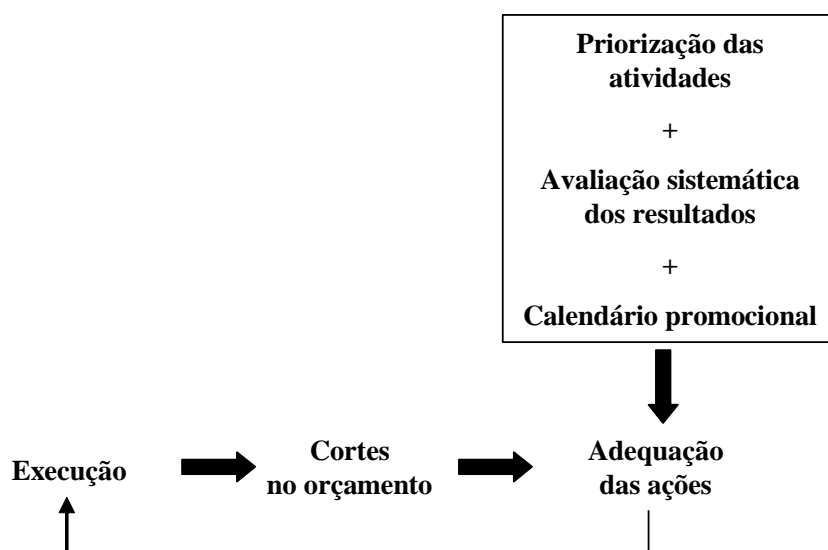 Priorização das
atividades
+
Avaliação sistemática
dos resultados
+
Calendário promocional
Execução
Cortes
no orçamento
Adequação
das ações